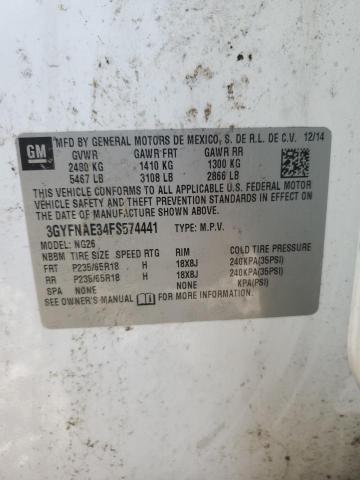 GM MFD BY GENERAL MOTORS DE MEXICO, S. DE R.L. DE C.V. 12/14
GVWR GAWR FRT GAWR RR
2480 KG 1410 KG 1300 KG
5467 LB 3108 LB 2866 LB
THIS VEHICLE CONFORMS TO ALL APPLICABLE U.S. FEDERAL MOTOR
VEHICLE SAFETY AND THEFT PREVENTION STANDARDS IN EFFECT ON THE
DATE OF MANUFACTURE SHOWN ABOVE.
3GYFNAE34FS574441 TYPE: M.P.V.
MODEL: NG26
NBBM TIRE SIZE SPEED RTG RIM COLD TIRE PRESSURE
FRT P235/65R18 H 18X8J 240KPA(35PSI)
RR P235/65R18 H 18X8J 240KPA(35PSI)
SPA NONE NONE KPA(PSI)
SEE OWNER'S MANUAL FOR ADDITIONAL INFORMATION.